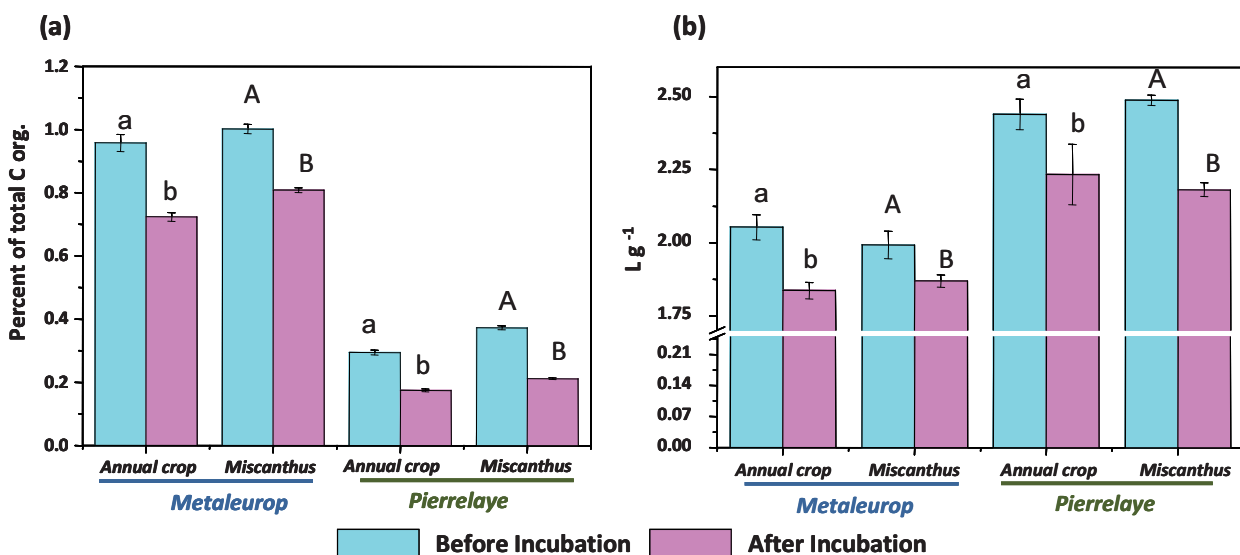 (a)
Percent of total C org.
1.2
1.0
0.8
0.6
0.4
0.2
0.0
a
b
A
B
a
b
A
B
Annual crop Miscanthus Annual crop Miscanthus
Metaleurop Pierrelaye
(b)
L g⁻¹
2.50
2.25
2.00
1.75
0.21
0.14
0.07
0.00
a
b
A
B
a
b
A
B
Annual crop Miscanthus Annual crop Miscanthus
Metaleurop Pierrelaye
Before Incubation After Incubation